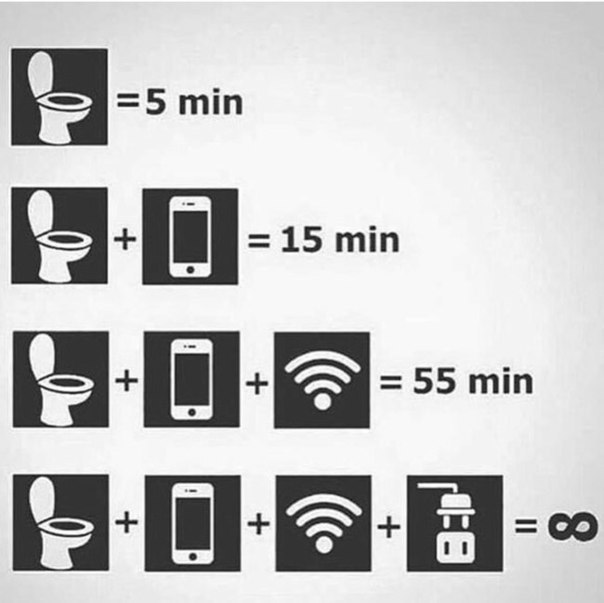 =5 min
+ = 15 min
+ + = 55 min
+ + + = ∞